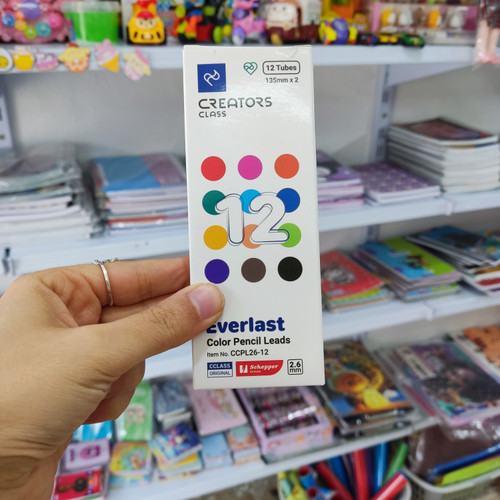 12 Tubes
135mm x 2
CREATORS
CLASS
12
Everlast
Color Pencil Leads
Item No. CCPL26-12
CCLASS
ORIGINAL
Schepper
2.6
mm